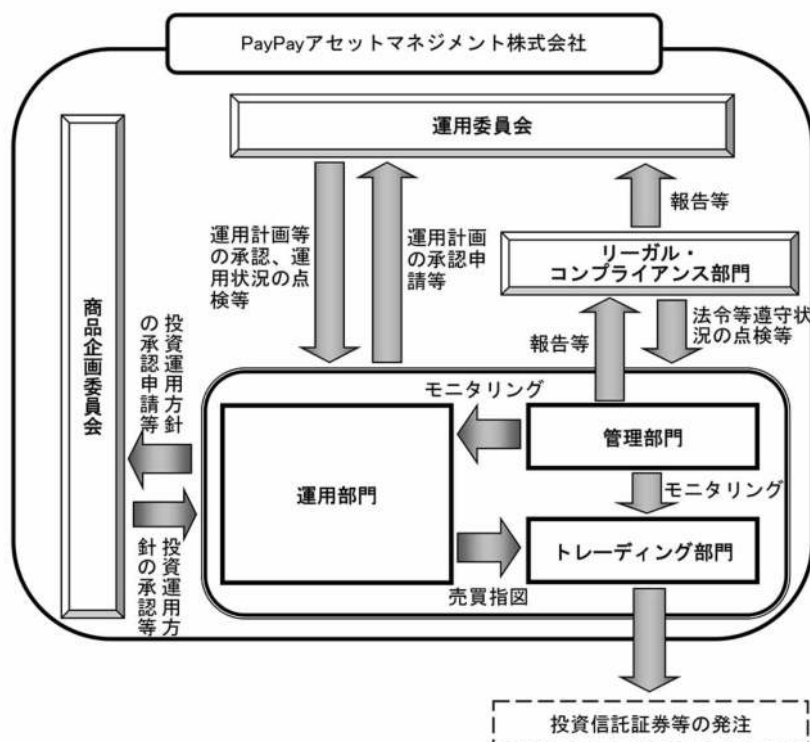 PayPayアセットマネジメント株式会社
運用委員会
運用計画等
の承認、運
用状況の点
検等
運用計画
の承認申
請等
報告等
リーガル・
コンプライアンス部門
報告等
法令等遵守状
況の点検等
商品企画委員会
投資運用方針
の承認申請等
投資運用方
針の承認等
モニタリング
運用部門
管理部門
モニタリング
トレーディング部門
売買指図
投資信託証券等の発注